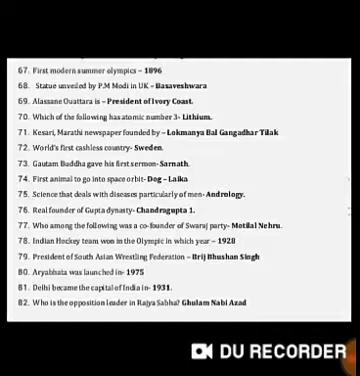 67. First modern summer olympics – 1896
68. Statue unveiled by P.M Modi in UK – Basaveshwara
69. Alassane Ouattara is – President of Ivory Coast.
70. Which of the following has atomic number 3- Lithium.
71. Kesari, Marathi newspaper founded by – Lokmanya Bal Gangadhar Tilak
72. World's first cashless country- Sweden.
73. Gautam Buddha gave his first sermon- Sarnath.
74. First animal to go into space orbit- Dog – Laika
75. Science that deals with diseases particularly of men- Andrology.
76. Real founder of Gupta dynasty- Chandragupta 1.
77. Who among the following was a co-founder of Swaraj party- Motilal Nehru.
78. Indian Hockey team won in the Olympic in which year – 1928
79. President of South Asian Wrestling Federation – Brij Bhushan Singh
80. Aryabhata was launched in- 1975
81. Delhi became the capital of India in- 1931.
82. Who is the opposition leader in Rajya Sabha? Ghulam Nabi Azad
DU RECORDER